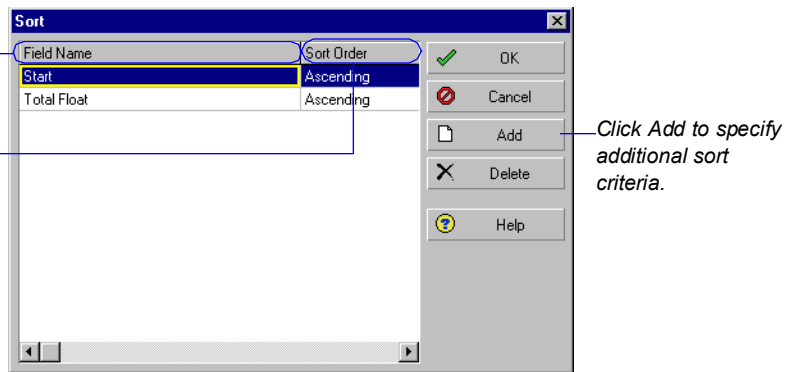 Sort
Field Name Sort Order
Start Ascending
Total Float Ascending
OK
Cancel
Add
Delete
Help
Click Add to specify
additional sort
criteria.